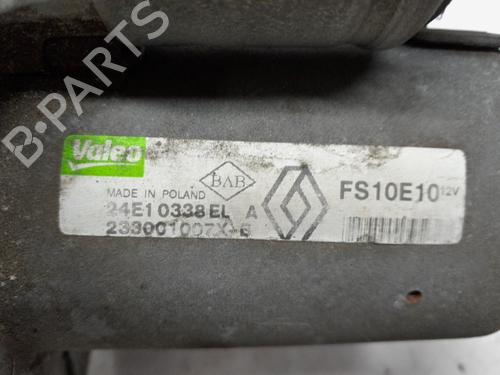 B-PARTS
Valeo
BAB
MADE IN POLAND
FS10E10 12V
24E10338EL A
233001007X-B